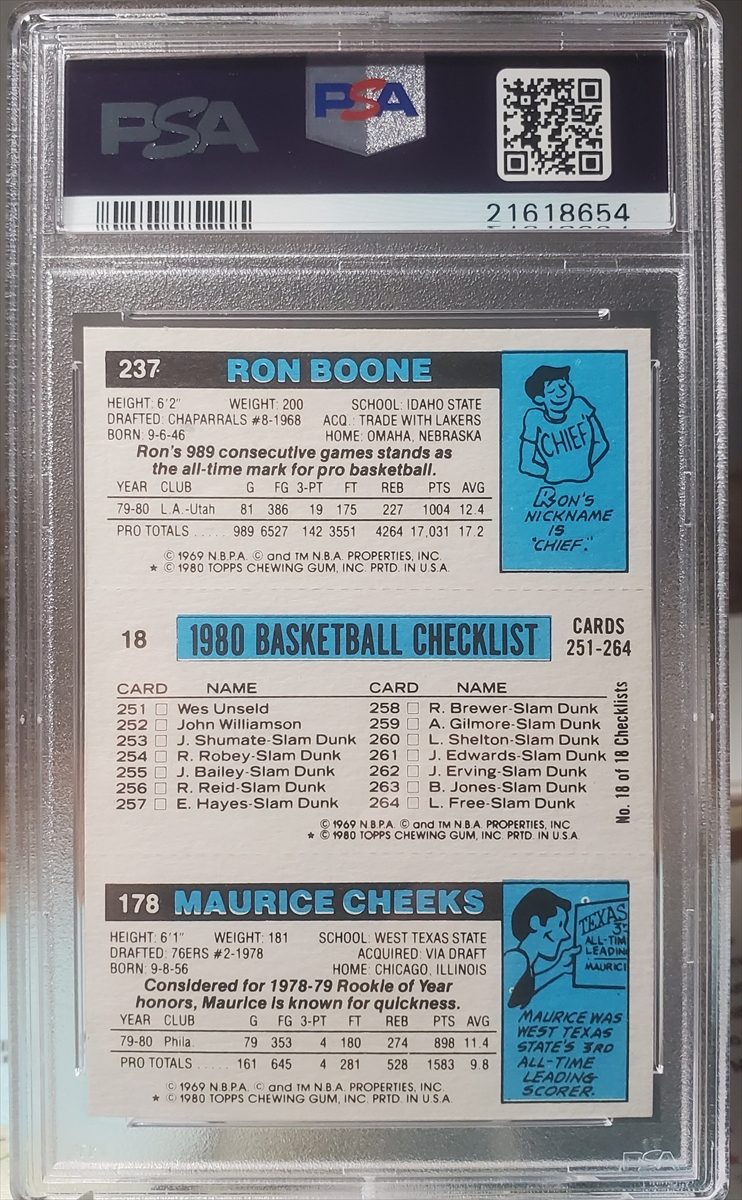 PSA
PSA
21618654
237 RON BOONE
HEIGHT: 6'2" WEIGHT: 200 SCHOOL: IDAHO STATE
DRAFTED: CHAPARRALS #8-1968 ACQ.: TRADE WITH LAKERS
BORN: 9-6-46 HOME: OMAHA, NEBRASKA
Ron's 989 consecutive games stands as
the all-time mark for pro basketball.
YEAR CLUB G FG 3-PT FT REB PTS AVG
79-80 L.A.-Utah 81 386 19 175 227 1004 12.4
PRO TOTALS ..... 989 6527 142 3551 4264 17,031 17.2
© 1969 N.B.P.A. © and TM N.B.A. PROPERTIES, INC.
★ © 1980 TOPPS CHEWING GUM, INC. PRTD. IN U.S.A.
CHIEF
RON'S
NICKNAME
IS
"CHIEF."
18 1980 BASKETBALL CHECKLIST CARDS
251-264
CARD NAME CARD NAME
251 □ Wes Unseld 258 □ R. Brewer-Slam Dunk
252 □ John Williamson 259 □ A. Gilmore-Slam Dunk
253 □ J. Shumate-Slam Dunk 260 □ L. Shelton-Slam Dunk
254 □ R. Robey-Slam Dunk 261 □ J. Edwards-Slam Dunk
255 □ J. Bailey-Slam Dunk 262 □ J. Erving-Slam Dunk
256 □ R. Reid-Slam Dunk 263 □ B. Jones-Slam Dunk
257 □ E. Hayes-Slam Dunk 264 □ L. Free-Slam Dunk
No. 18 of 18 Checklists
© 1969 N.B.P.A. © and TM N.B.A. PROPERTIES, INC
★ © 1980 TOPPS CHEWING GUM, INC. PRTD. IN U.S.A.
178 MAURICE CHEEKS
HEIGHT: 6'1" WEIGHT: 181 SCHOOL: WEST TEXAS STATE
DRAFTED: 76ERS #2-1978 ACQUIRED: VIA DRAFT
BORN: 9-8-56 HOME: CHICAGO, ILLINOIS
Considered for 1978-79 Rookie of Year
honors, Maurice is known for quickness.
YEAR CLUB G FG 3-PT FT REB PTS AVG
79-80 Phila. 79 353 4 180 274 898 11.4
PRO TOTALS ..... 161 645 4 281 528 1583 9.8
© 1969 N.B.P.A. © and TM N.B.A. PROPERTIES, INC.
★ © 1980 TOPPS CHEWING GUM, INC. PRTD. IN U.S.A.
TEXAS
3
ALL-TIM
LEADIN
MAURICI
MAURICE WAS
WEST TEXAS
STATE'S 3RD
ALL-TIME
LEADING
SCORER.
PSA